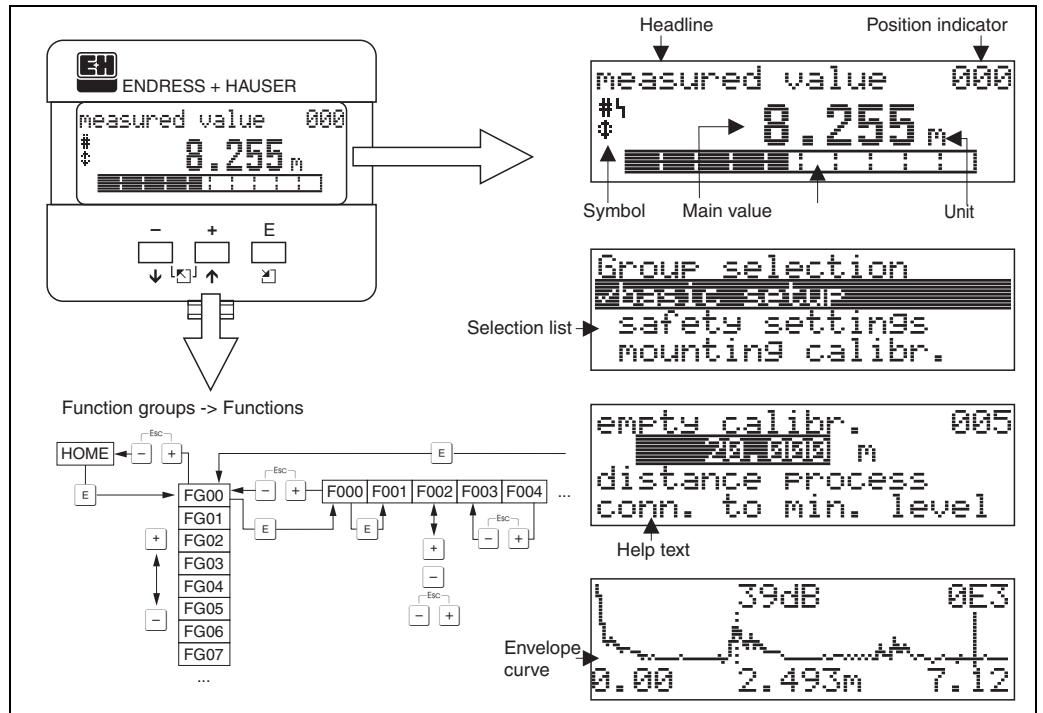 E+H
ENDRESS + HAUSER
measured value 000
8.255 m
– + E
Headline Position indicator
measured value 000
8.255 m
Symbol Main value Unit
Group selection
basic setup
safety settings
mounting calibr.
Selection list
empty calibr. 005
20.000 m
distance process
conn. to min. level
Help text
39dB 0E3
0.00 2.493m 7.12
Envelope
curve
Function groups -> Functions
HOME
Esc
– +
E
E
FG00
FG01
FG02
FG03
FG04
FG05
FG06
FG07
...
+
–
Esc
– +
E
F000 F001 F002 F003 F004 ...
E
+
–
Esc
– +
Esc
– +